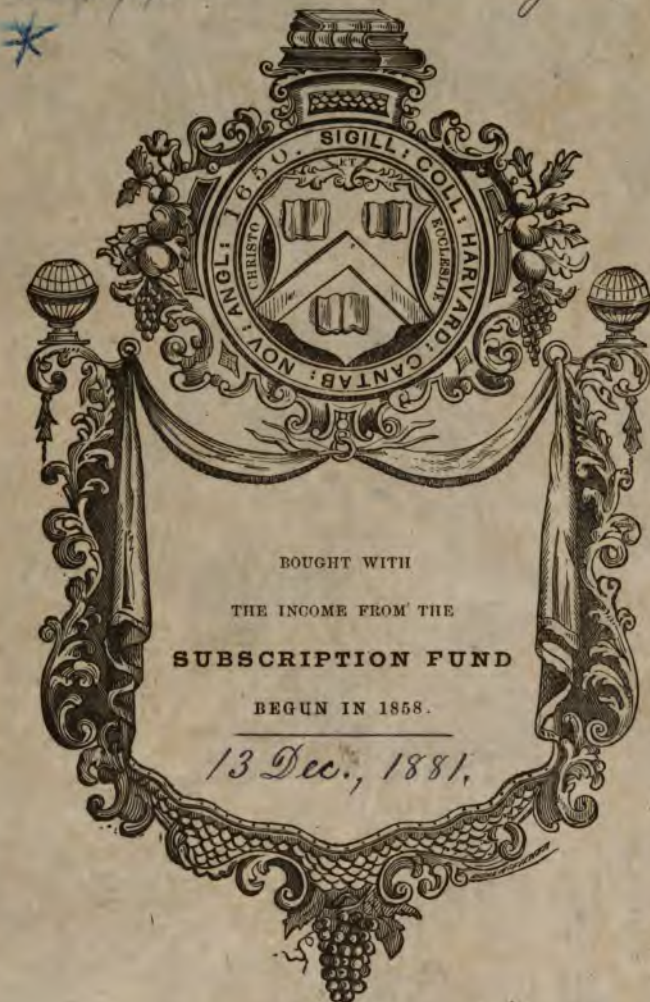 SIGILL: COLL: HARVARD: CANTAB: NOV: ANGL: 1650.
ET
CHRISTO
ECCLESIAE
BOUGHT WITH
THE INCOME FROM THE
SUBSCRIPTION FUND
BEGUN IN 1858.
13 Dec., 1881.